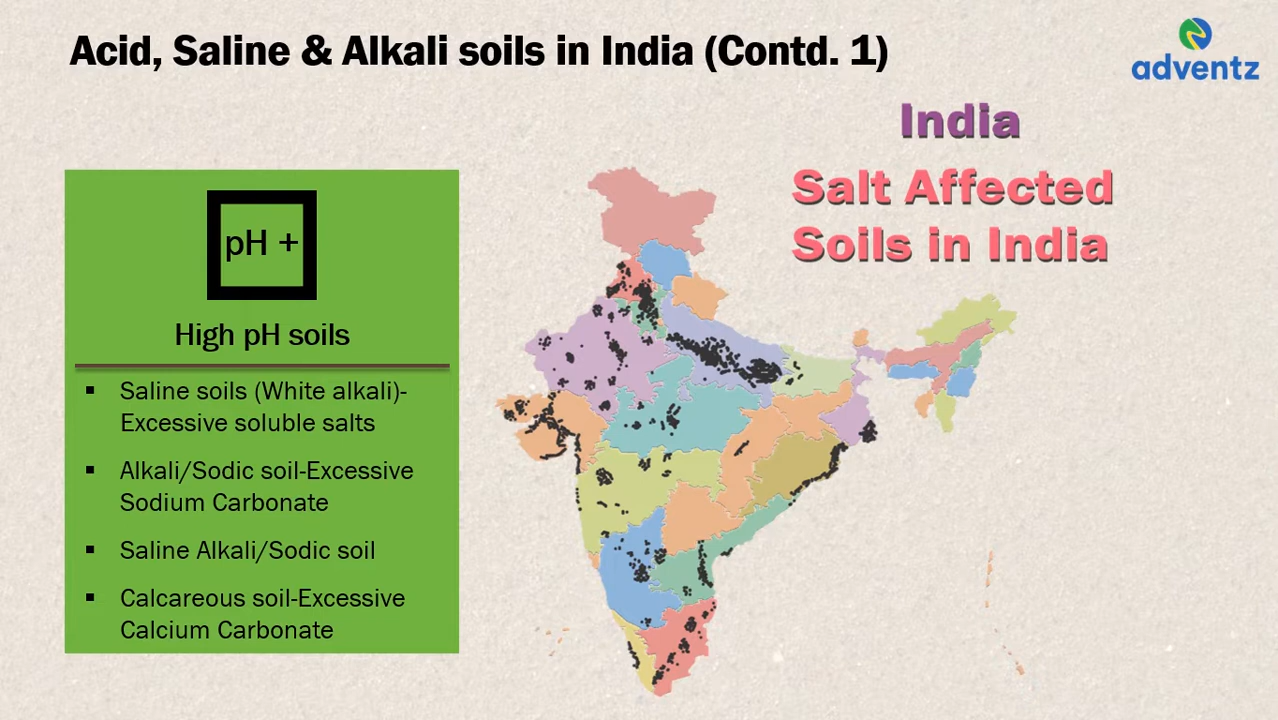 Acid, Saline & Alkali soils in India (Contd. 1)
adventz
India
Salt Affected
Soils in India
pH +
High pH soils
▪ Saline soils (White alkali)-
Excessive soluble salts
▪ Alkali/Sodic soil-Excessive
Sodium Carbonate
▪ Saline Alkali/Sodic soil
▪ Calcareous soil-Excessive
Calcium Carbonate